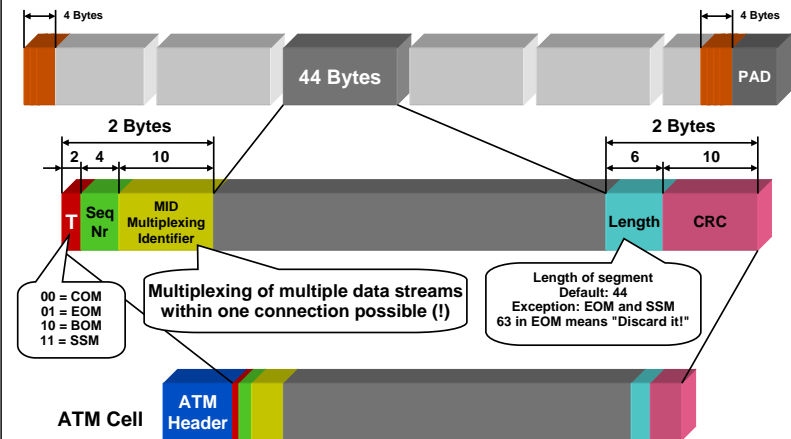 4 Bytes
4 Bytes
44 Bytes
PAD
2 Bytes
2 Bytes
2
4
10
6
10
T
Seq
Nr
MID
Multiplexing
Identifier
Length
CRC
00 = COM
01 = EOM
10 = BOM
11 = SSM
Multiplexing of multiple data streams
within one connection possible (!)
Length of segment
Default: 44
Exception: EOM and SSM
63 in EOM means "Discard it!"
ATM Cell
ATM
Header